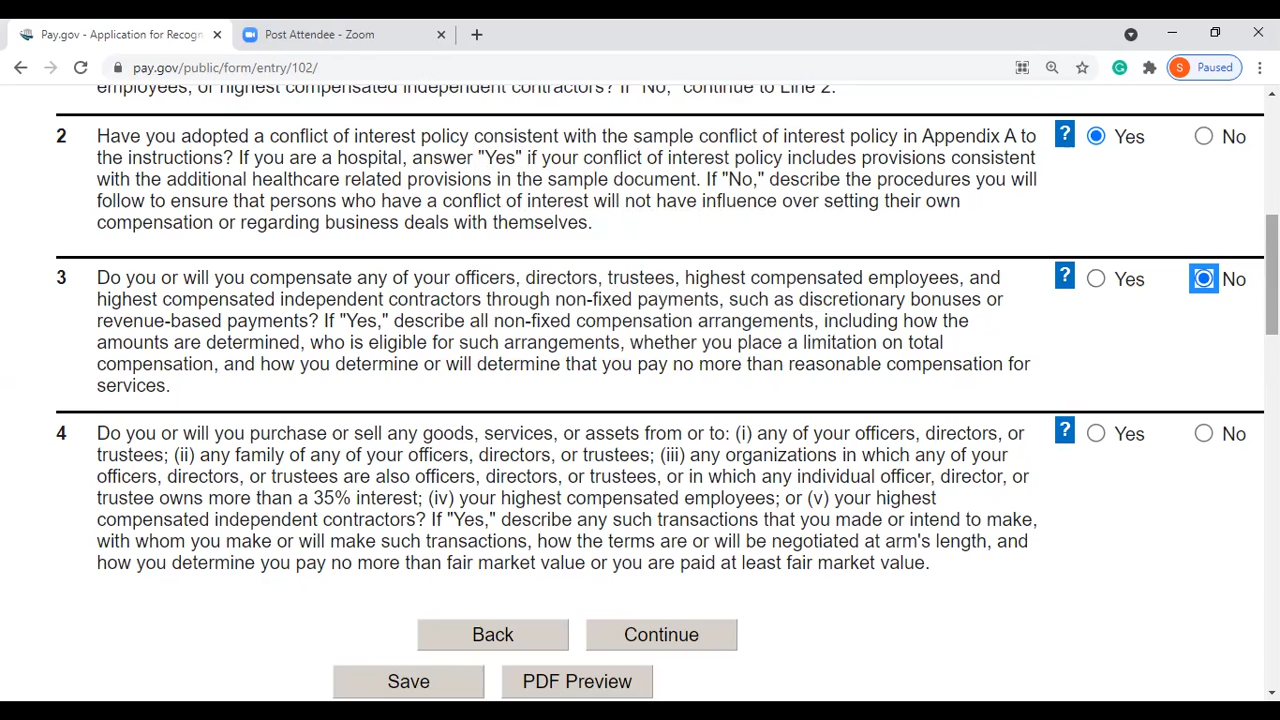 Pay.gov - Application for Recogn
Post Attendee - Zoom
pay.gov/public/form/entry/102/
S Paused
employees, or highest compensated independent contractors? If "No," continue to Line 2.
2 Have you adopted a conflict of interest policy consistent with the sample conflict of interest policy in Appendix A to ? Yes No
the instructions? If you are a hospital, answer "Yes" if your conflict of interest policy includes provisions consistent
with the additional healthcare related provisions in the sample document. If "No," describe the procedures you will
follow to ensure that persons who have a conflict of interest will not have influence over setting their own
compensation or regarding business deals with themselves.
3 Do you or will you compensate any of your officers, directors, trustees, highest compensated employees, and ? Yes No
highest compensated independent contractors through non-fixed payments, such as discretionary bonuses or
revenue-based payments? If "Yes," describe all non-fixed compensation arrangements, including how the
amounts are determined, who is eligible for such arrangements, whether you place a limitation on total
compensation, and how you determine or will determine that you pay no more than reasonable compensation for
services.
4 Do you or will you purchase or sell any goods, services, or assets from or to: (i) any of your officers, directors, or ? Yes No
trustees; (ii) any family of any of your officers, directors, or trustees; (iii) any organizations in which any of your
officers, directors, or trustees are also officers, directors, or trustees, or in which any individual officer, director, or
trustee owns more than a 35% interest; (iv) your highest compensated employees; or (v) your highest
compensated independent contractors? If "Yes," describe any such transactions that you made or intend to make,
with whom you make or will make such transactions, how the terms are or will be negotiated at arm's length, and
how you determine you pay no more than fair market value or you are paid at least fair market value.
Back Continue
Save PDF Preview